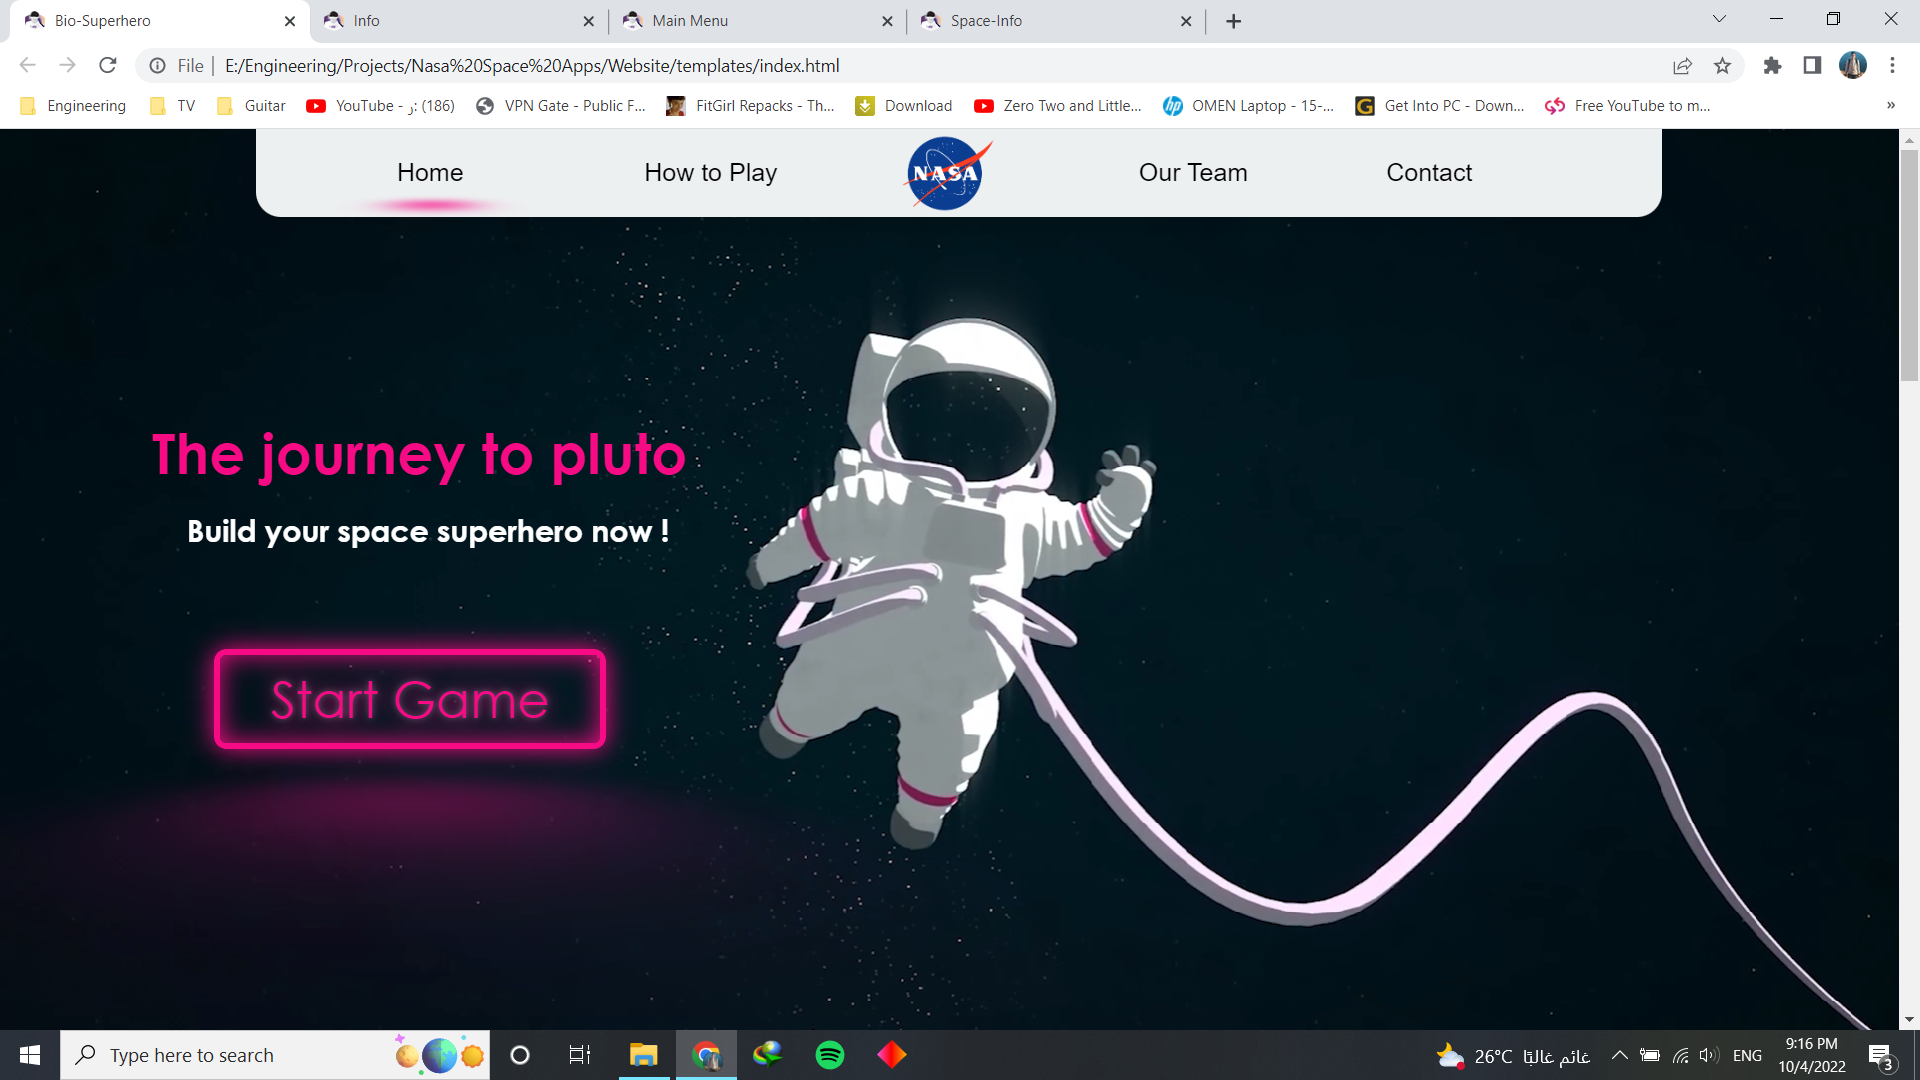 Bio-Superhero
Info
Main Menu
Space-Info
File
E:/Engineering/Projects/Nasa%20Space%20Apps/Website/templates/index.html
Engineering
TV
Guitar
YouTube - ز: (186)
VPN Gate - Public F...
FitGirl Repacks - Th...
Download
Zero Two and Little...
OMEN Laptop - 15-...
Get Into PC - Down...
Free YouTube to m...
Home
How to Play
NASA
Our Team
Contact
The journey to pluto
Build your space superhero now !
Start Game
Type here to search
26°C غائم غالبًا
ENG
9:16 PM
10/4/2022
3